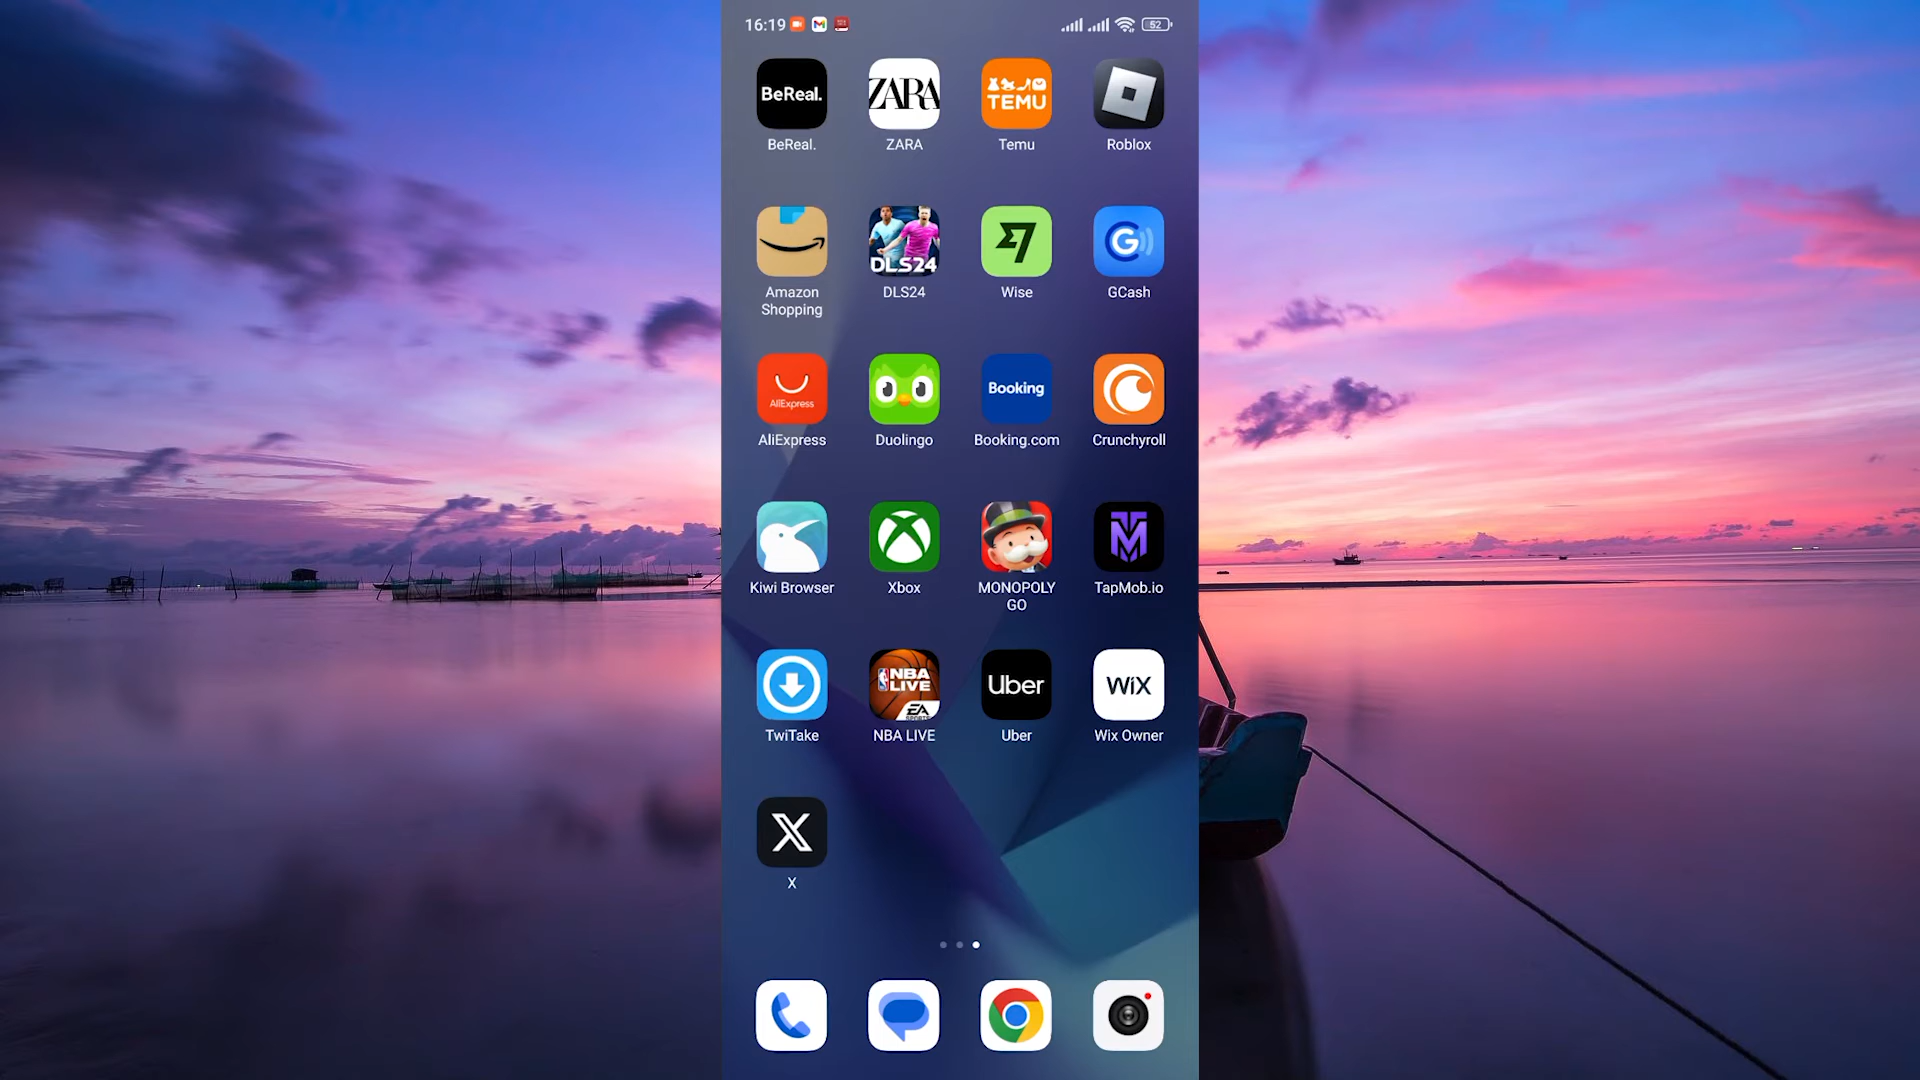 16:19
52
BeReal.
ZARA
TEMU
BeReal.
ZARA
Temu
Roblox
DLS24
G
Amazon
Shopping
DLS24
Wise
GCash
AliExpress
Booking
AliExpress
Duolingo
Booking.com
Crunchyroll
Kiwi Browser
Xbox
MONOPOLY
GO
TapMob.io
NBA
LIVE
EA
SPORTS
Uber
WiX
TwiTake
NBA LIVE
Uber
Wix Owner
X
X